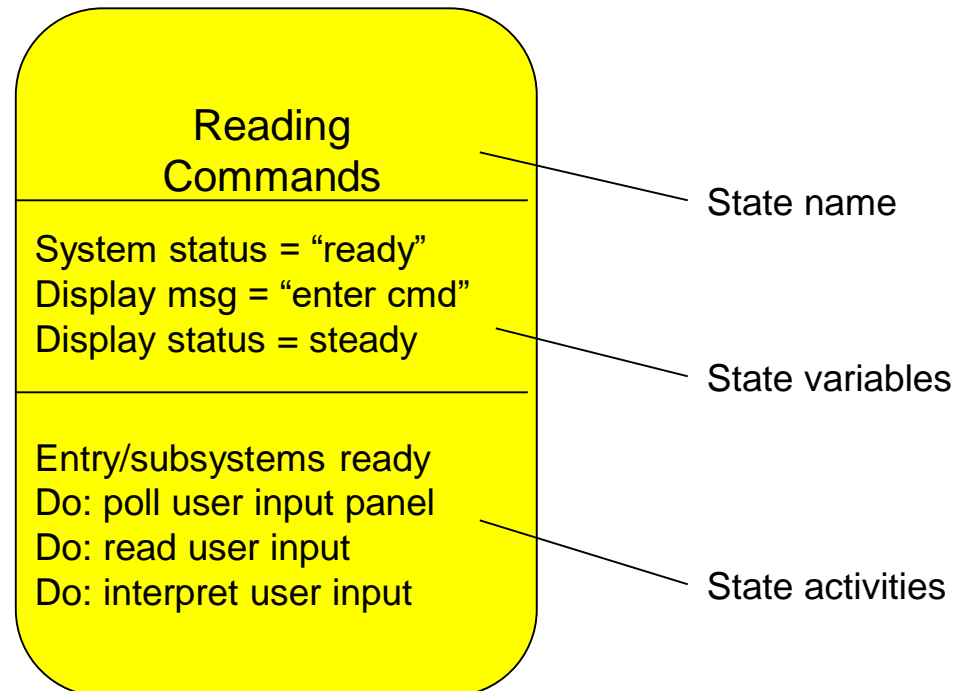 Reading
Commands
State name
System status = “ready”
Display msg = “enter cmd”
Display status = steady
State variables
Entry/subsystems ready
Do: poll user input panel
Do: read user input
Do: interpret user input
State activities